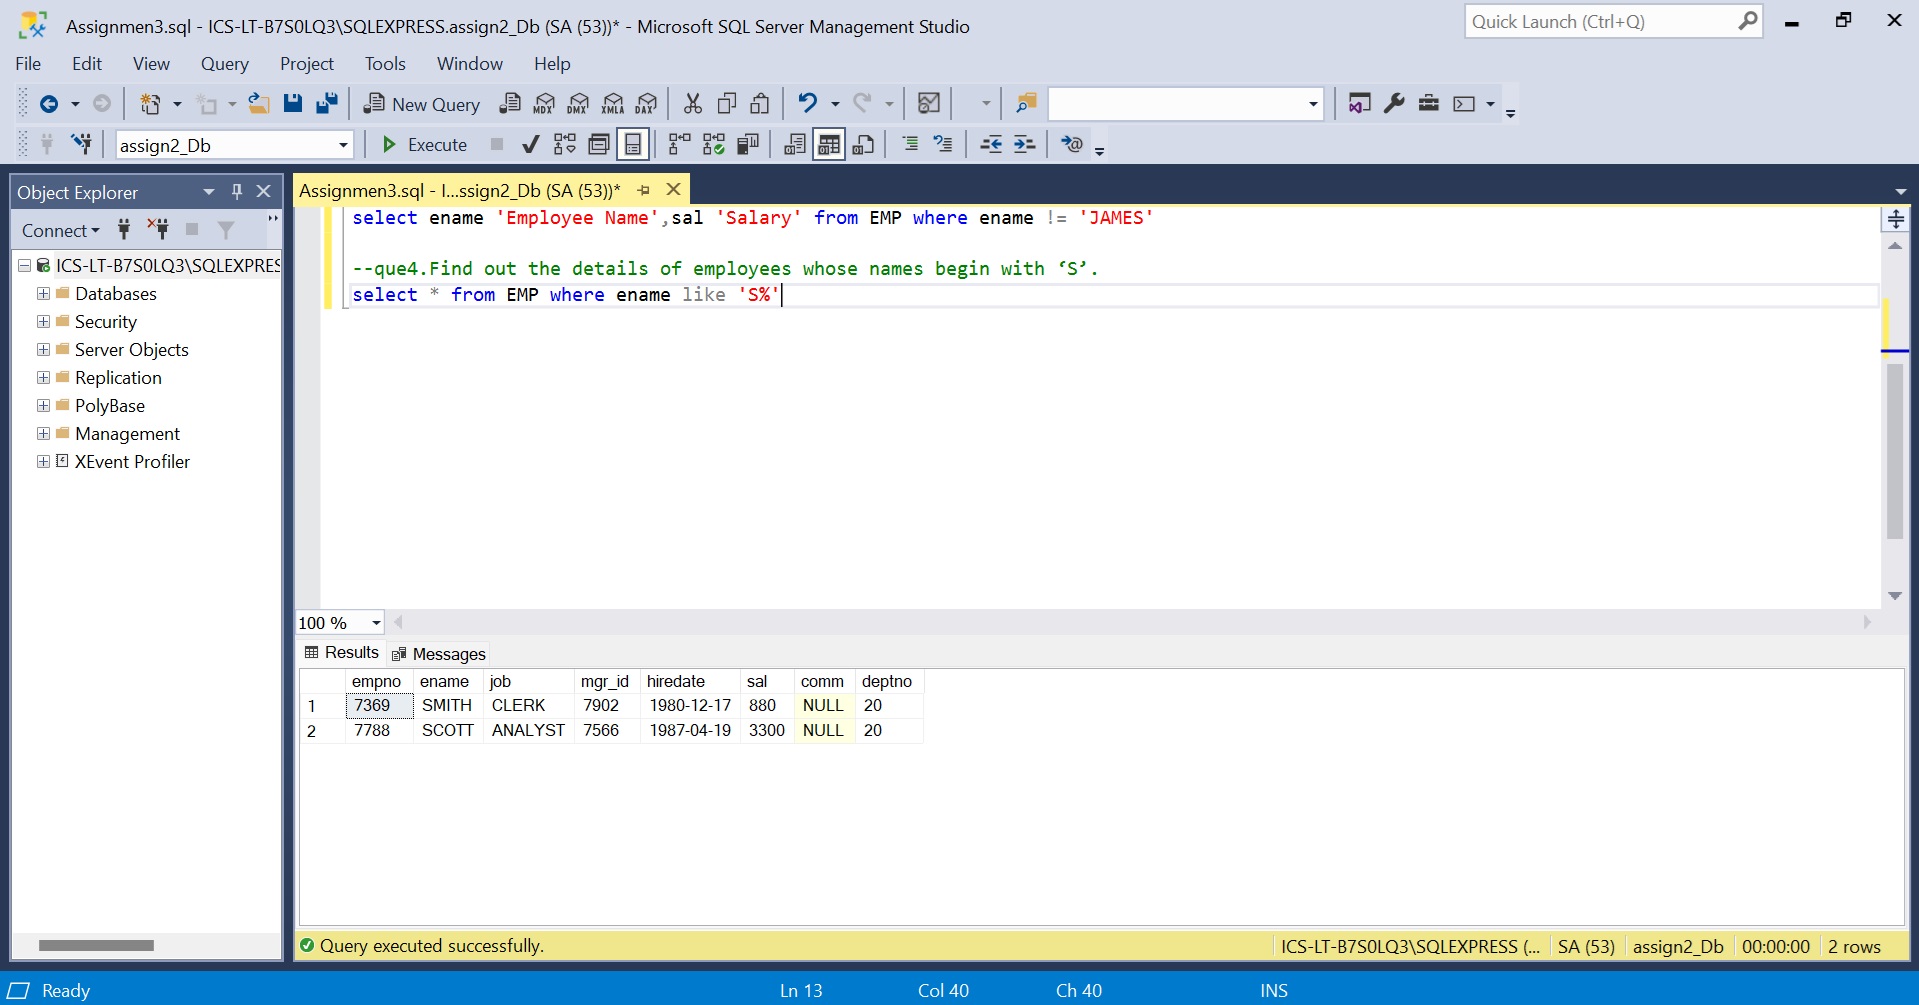 Assignmen3.sql - ICS-LT-B7S0LQ3\SQLEXPRESS.assign2_Db (SA (53))* - Microsoft SQL Server Management Studio
Quick Launch (Ctrl+Q)
File Edit View Query Project Tools Window Help
New Query MDX DMX XMLA DAX
assign2_Db Execute
Object Explorer
Assignmen3.sql - I...ssign2_Db (SA (53))*
Connect
ICS-LT-B7S0LQ3\SQLEXPRES
Databases
Security
Server Objects
Replication
PolyBase
Management
XEvent Profiler
select ename 'Employee Name',sal 'Salary' from EMP where ename != 'JAMES'
--que4.Find out the details of employees whose names begin with ‘S’.
select * from EMP where ename like 'S%'
100 %
Results Messages
empno ename job mgr_id hiredate sal comm deptno
1 7369 SMITH CLERK 7902 1980-12-17 880 NULL 20
2 7788 SCOTT ANALYST 7566 1987-04-19 3300 NULL 20
Query executed successfully.
ICS-LT-B7S0LQ3\SQLEXPRESS (... SA (53) assign2_Db 00:00:00 2 rows
Ready Ln 13 Col 40 Ch 40 INS